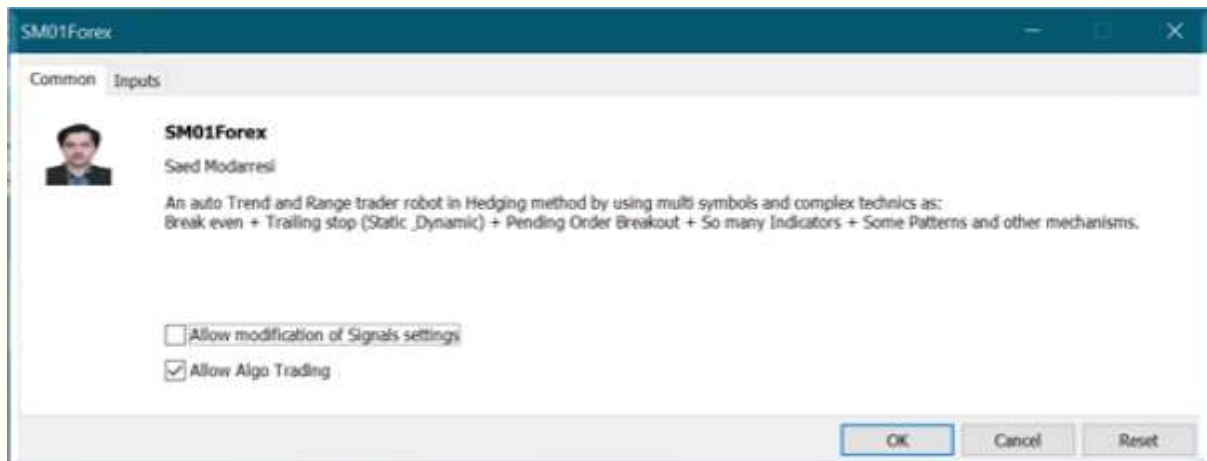 SM01Forex
Common Inputs
SM01Forex
Saed Modarresi
An auto Trend and Range trader robot in Hedging method by using multi symbols and complex technics as:
Break even + Trailing stop (Static_Dynamic) + Pending Order Breakout + So many Indicators + Some Patterns and other mechanisms.
Allow modification of Signals settings
Allow Algo Trading
OK Cancel Reset